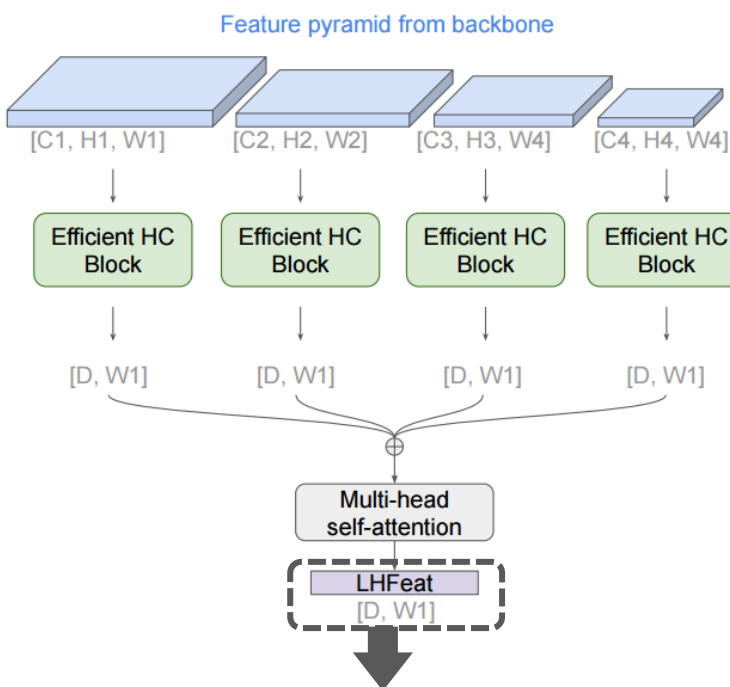 Feature pyramid from backbone
[C1, H1, W1] [C2, H2, W2] [C3, H3, W4] [C4, H4, W4]
Efficient HC Block
Efficient HC Block
Efficient HC Block
Efficient HC Block
[D, W1] [D, W1] [D, W1] [D, W1]
Multi-head
self-attention
LHFeat
[D, W1]